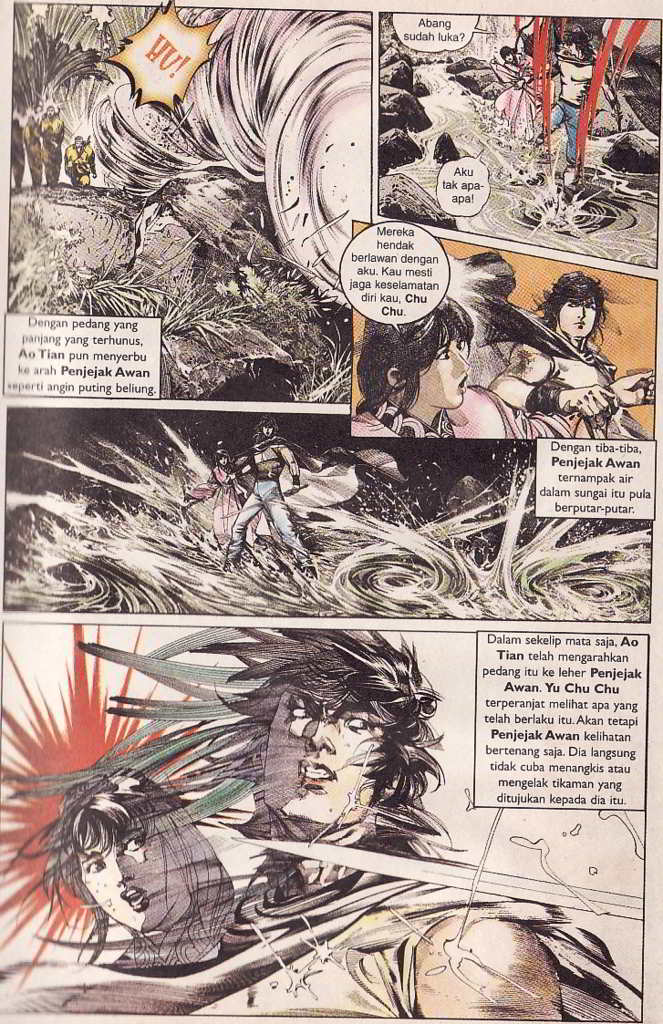 HU!
Abang
sudah luka?
Aku
tak apa-
apa!
Dengan pedang yang
panjang yang terhunus,
Ao Tian pun menyerbu
ke arah Penjejak Awan
seperti angin puting beliung.
Mereka
hendak
berlawan dengan
aku. Kau mesti
jaga keselamatan
diri kau, Chu
Chu.
Dengan tiba-tiba,
Penjejak Awan
ternampak air
dalam sungai itu pula
berputar-putar.
Dalam sekelip mata saja, Ao
Tian telah mengarahkan
pedang itu ke leher Penjejak
Awan. Yu Chu Chu
terperanjat melihat apa yang
telah berlaku itu. Akan tetapi
Penjejak Awan kelihatan
bertenang saja. Dia langsung
tidak cuba menangkis atau
mengelak tikaman yang
ditujukan kepada dia itu.